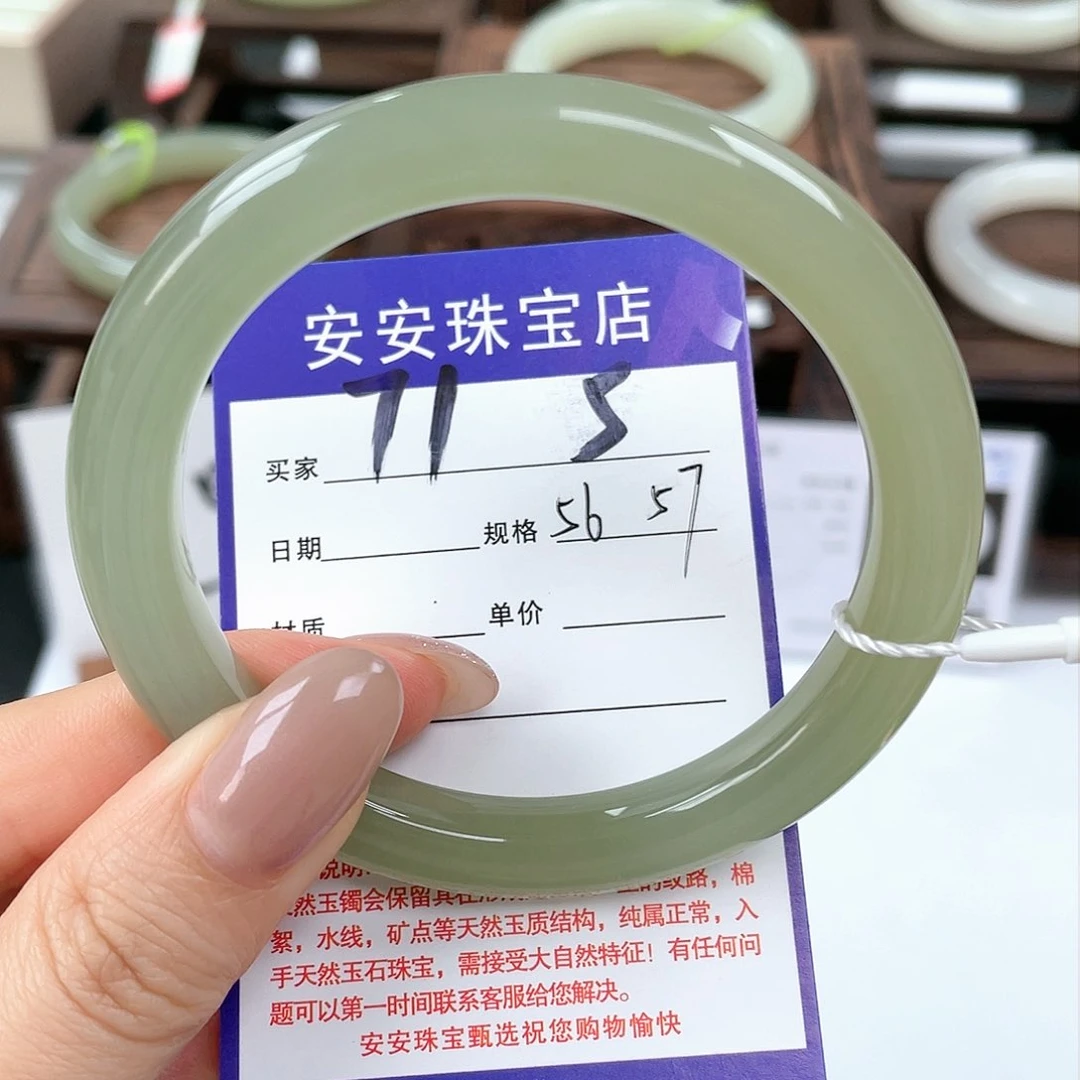 安安珠宝店
买家 71 5
日期 规格 56 57
材质 单价
说明
天然玉镯会保留其在形 纹路，棉
絮，水线，矿点等天然玉质结构，纯属正常，入
手天然玉石珠宝，需接受大自然特征！有任何问
题可以第一时间联系客服给您解决。
安安珠宝甄选祝您购物愉快